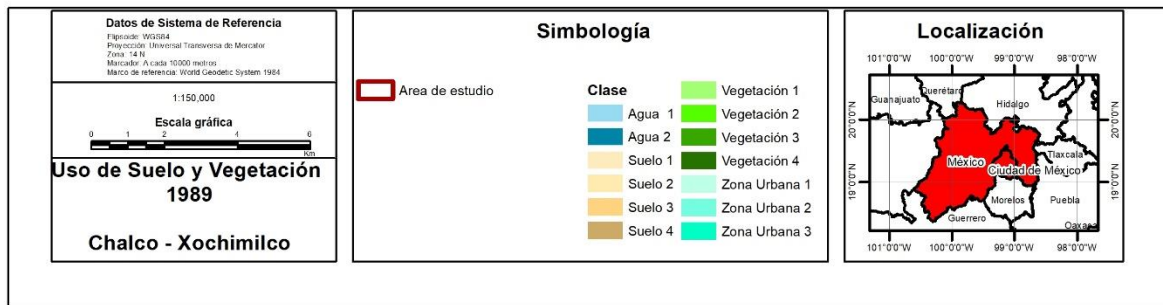 Datos de Sistema de Referencia
Elipsoide: WGS84
Proyección: Universal Transversa de Mercator
Zona: 14 N
Marcador: A cada 10000 metros
Marco de referencia: World Geodetic System 1984
1:150,000
Escala gráfica
0 1 2 4 6
Km
Uso de Suelo y Vegetación
1989
Chalco - Xochimilco
Simbología
Area de estudio
Clase
Agua 1
Agua 2
Suelo 1
Suelo 2
Suelo 3
Suelo 4
Vegetación 1
Vegetación 2
Vegetación 3
Vegetación 4
Zona Urbana 1
Zona Urbana 2
Zona Urbana 3
Localización
101°0'0"W 100°0'0"W 99°0'0"W 98°0'0"W
20°0'0"N
19°0'0"N
Querétaro
Guanajuato
Hidalgo
Tlaxcala
México
Ciudad de México
Morelos
Puebla
Guerrero
Oaxaca
20°0'0"N
19°0'0"N
101°0'0"W 100°0'0"W 99°0'0"W 98°0'0"W